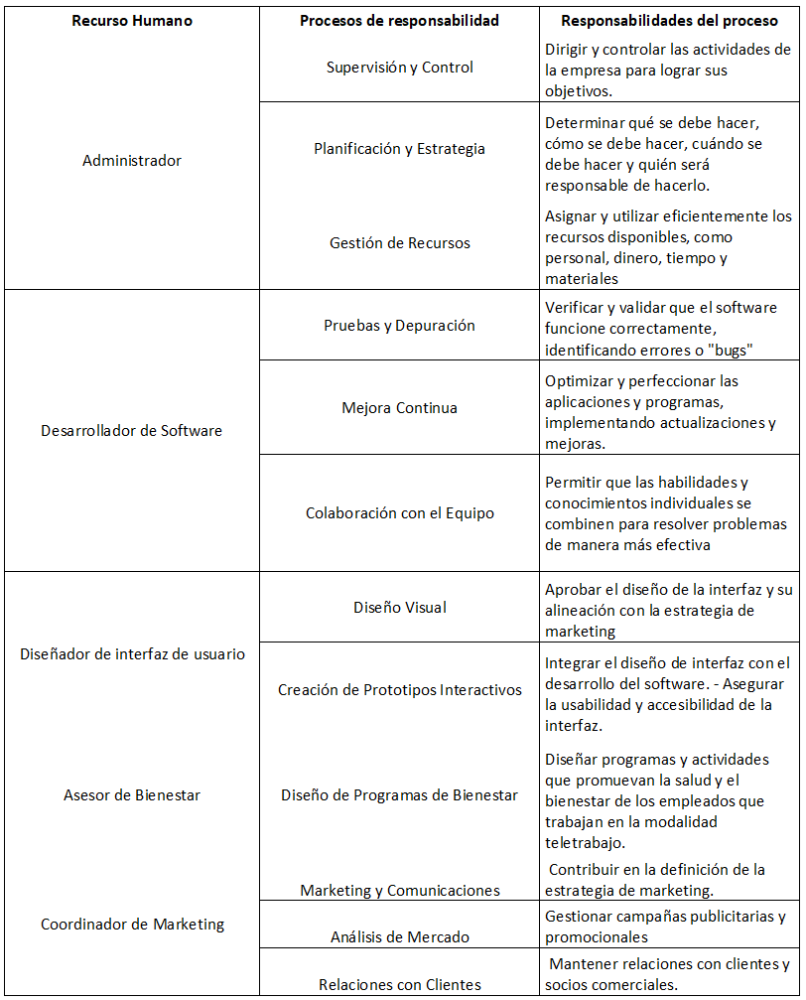 Recurso Humano
Procesos de responsabilidad
Responsabilidades del proceso
Administrador
Supervisión y Control
Dirigir y controlar las actividades de
la empresa para lograr sus
objetivos.
Planificación y Estrategia
Determinar qué se debe hacer,
cómo se debe hacer, cuándo se
debe hacer y quién será
responsable de hacerlo.
Gestión de Recursos
Asignar y utilizar eficientemente los
recursos disponibles, como
personal, dinero, tiempo y
materiales
Desarrollador de Software
Pruebas y Depuración
Verificar y validar que el software
funcione correctamente,
identificando errores o "bugs"
Mejora Continua
Optimizar y perfeccionar las
aplicaciones y programas,
implementando actualizaciones y
mejoras.
Colaboración con el Equipo
Permitir que las habilidades y
conocimientos individuales se
combinen para resolver problemas
de manera más efectiva
Diseñador de interfaz de usuario
Diseño Visual
Aprobar el diseño de la interfaz y su
alineación con la estrategia de
marketing
Creación de Prototipos Interactivos
Integrar el diseño de interfaz con el
desarrollo del software. - Asegurar
la usabilidad y accesibilidad de la
interfaz.
Asesor de Bienestar
Diseño de Programas de Bienestar
Diseñar programas y actividades
que promuevan la salud y el
bienestar de los empleados que
trabajan en la modalidad
teletrabajo.
Coordinador de Marketing
Marketing y Comunicaciones
Contribuir en la definición de la
estrategia de marketing.
Análisis de Mercado
Gestionar campañas publicitarias y
promocionales
Relaciones con Clientes
Mantener relaciones con clientes y
socios comerciales.